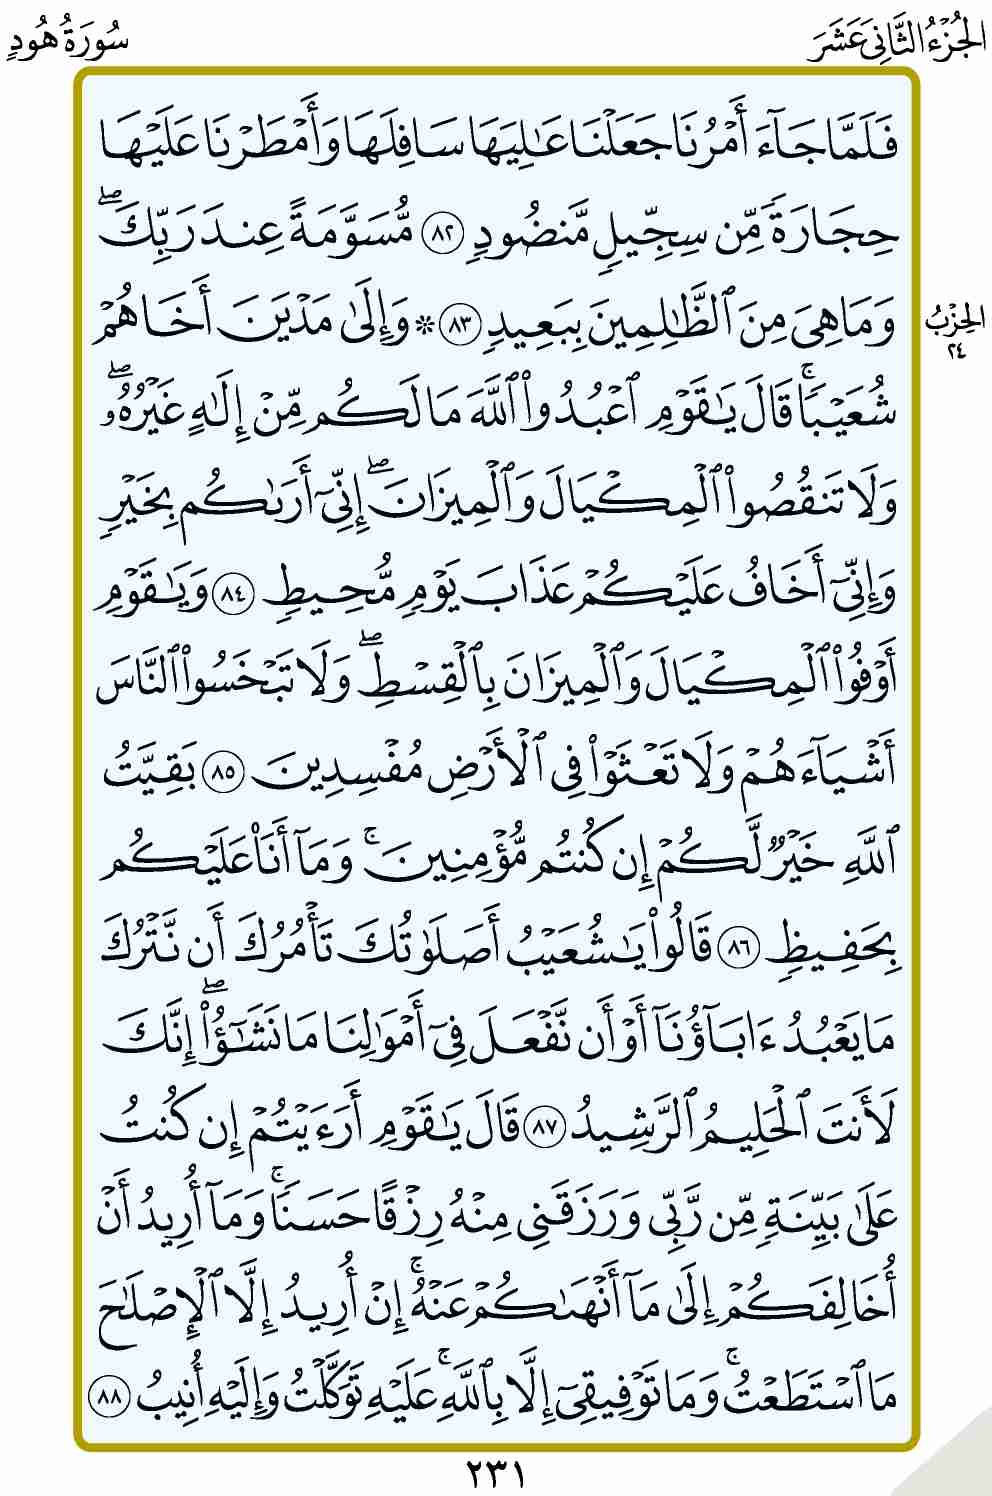 الجُزْءُ الثَّانِيَ عَشَرَ
سُورَةُ هُودٍ
فَلَمَّا جَآءَ أَمْرُنَا جَعَلْنَا عَٰلِيَهَا سَافِلَهَا وَأَمْطَرْنَا عَلَيْهَا
حِجَارَةً مِّن سِجِّيلٍ مَّنضُودٍ ٨٢ مُّسَوَّمَةً عِندَ رَبِّكَۖ
وَمَا هِىَ مِنَ ٱلظَّٰلِمِينَ بِبَعِيدٍ ٨٣ ۞ وَإِلَىٰ مَدْيَنَ أَخَاهُمْ
الحِزْبُ
٢٤
شُعَيْبًاۚ قَالَ يَٰقَوْمِ ٱعْبُدُوا۟ ٱللَّهَ مَا لَكُم مِّنْ إِلَٰهٍ غَيْرُهُۥۖ
وَلَا تَنقُصُوا۟ ٱلْمِكْيَالَ وَٱلْمِيزَانَۖ إِنِّىٓ أَرَىٰكُم بِخَيْرٍ
وَإِنِّىٓ أَخَافُ عَلَيْكُمْ عَذَابَ يَوْمٍ مُّحِيطٍ ٨٤ وَيَٰقَوْمِ
أَوْفُوا۟ ٱلْمِكْيَالَ وَٱلْمِيزَانَ بِٱلْقِسْطِۖ وَلَا تَبْخَسُوا۟ ٱلنَّاسَ
أَشْيَآءَهُمْ وَلَا تَعْثَوْا۟ فِى ٱلْأَرْضِ مُفْسِدِينَ ٨٥ بَقِيَّتُ
ٱللَّهِ خَيْرٌ لَّكُمْ إِن كُنتُم مُّؤْمِنِينَۚ وَمَآ أَنَا۠ عَلَيْكُم
بِحَفِيظٍ ٨٦ قَالُوا۟ يَٰشُعَيْبُ أَصَلَوٰتُكَ تَأْمُرُكَ أَن نَّتْرُكَ
مَا يَعْبُدُ ءَابَآؤُنَآ أَوْ أَن نَّفْعَلَ فِىٓ أَمْوَٰلِنَا مَا نَشَٰٓؤُا۟ۖ إِنَّكَ
لَأَنتَ ٱلْحَلِيمُ ٱلرَّشِيدُ ٨٧ قَالَ يَٰقَوْمِ أَرَءَيْتُمْ إِن كُنتُ
عَلَىٰ بَيِّنَةٍ مِّن رَّبِّى وَرَزَقَنِى مِنْهُ رِزْقًا حَسَنًاۚ وَمَآ أُرِيدُ أَنْ
أُخَالِفَكُمْ إِلَىٰ مَآ أَنْهَىٰكُمْ عَنْهُۚ إِنْ أُرِيدُ إِلَّا ٱلْإِصْلَٰحَ
مَا ٱسْتَطَعْتُۚ وَمَا تَوْفِيقِىٓ إِلَّا بِٱللَّهِۚ عَلَيْهِ تَوَكَّلْتُ وَإِلَيْهِ أُنِيبُ ٨٨
٢٣١